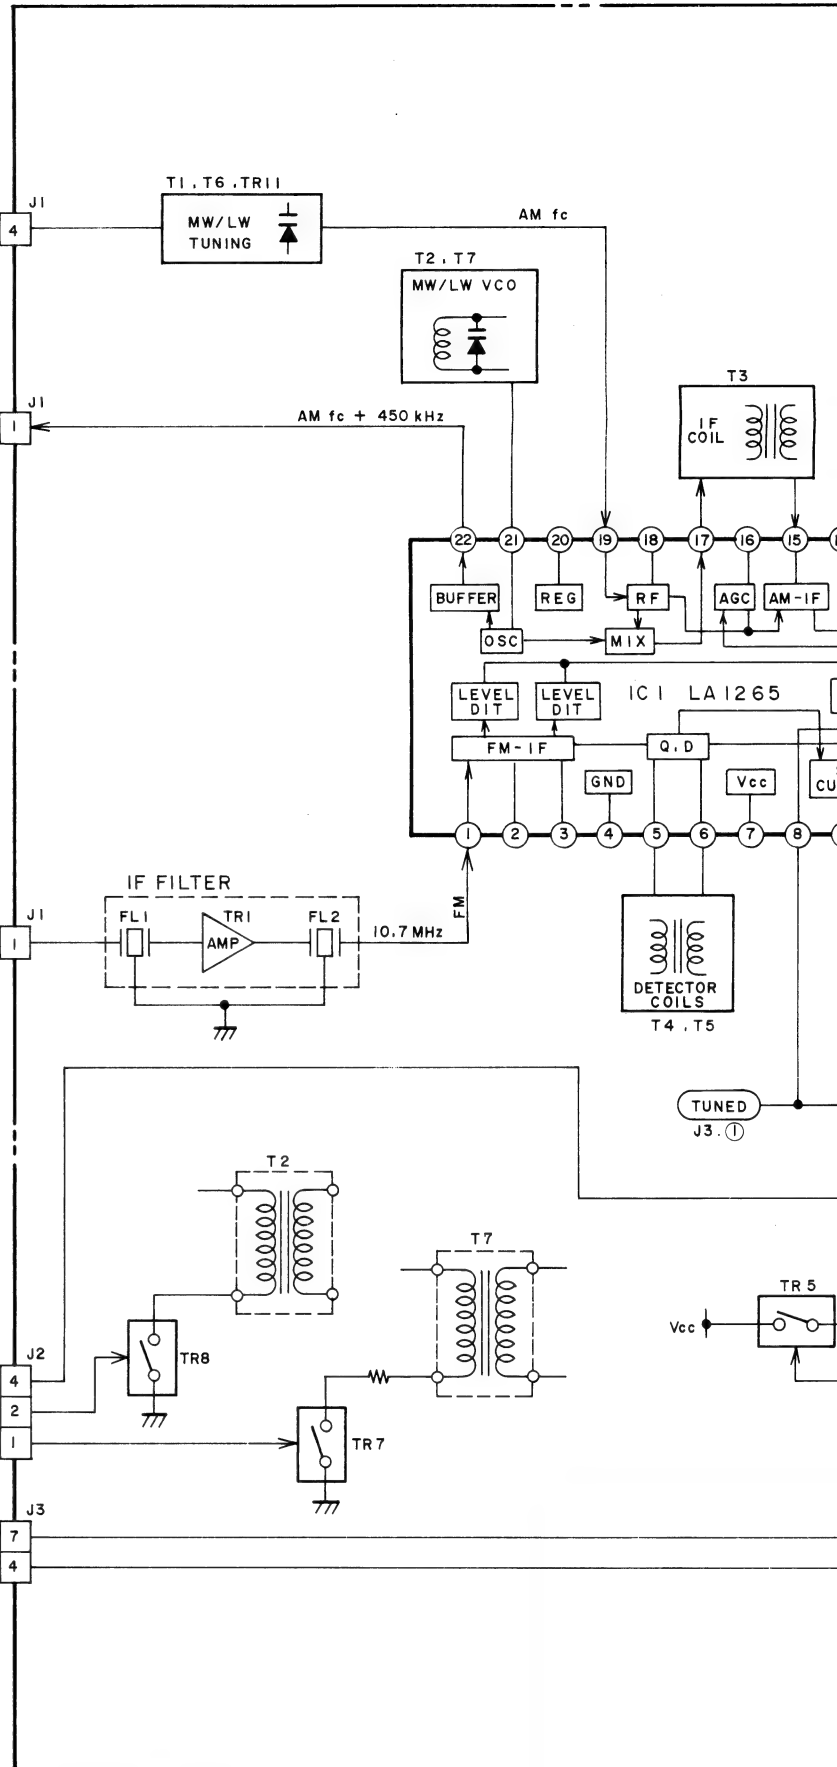 T1, T6, TR11
J1
4
MW/LW
TUNING
AM fc
T2, T7
MW/LW VCO
T3
IF
COIL
J1
1
AM fc + 450 kHz
22
21
20
19
18
17
16
15
BUFFER
REG
RF
AGC
AM-IF
OSC
MIX
LEVEL
DIT
LEVEL
DIT
IC1 LA1265
FM-IF
Q.D
GND
Vcc
CU
1
2
3
4
5
6
7
8
IF FILTER
J1
1
FL1
TR1
AMP
FL2
10.7 MHz
FM
DETECTOR
COILS
T4, T5
TUNED
J3. ①
T2
T7
TR5
Vcc
J2
4
2
1
TR8
TR7
J3
7
4